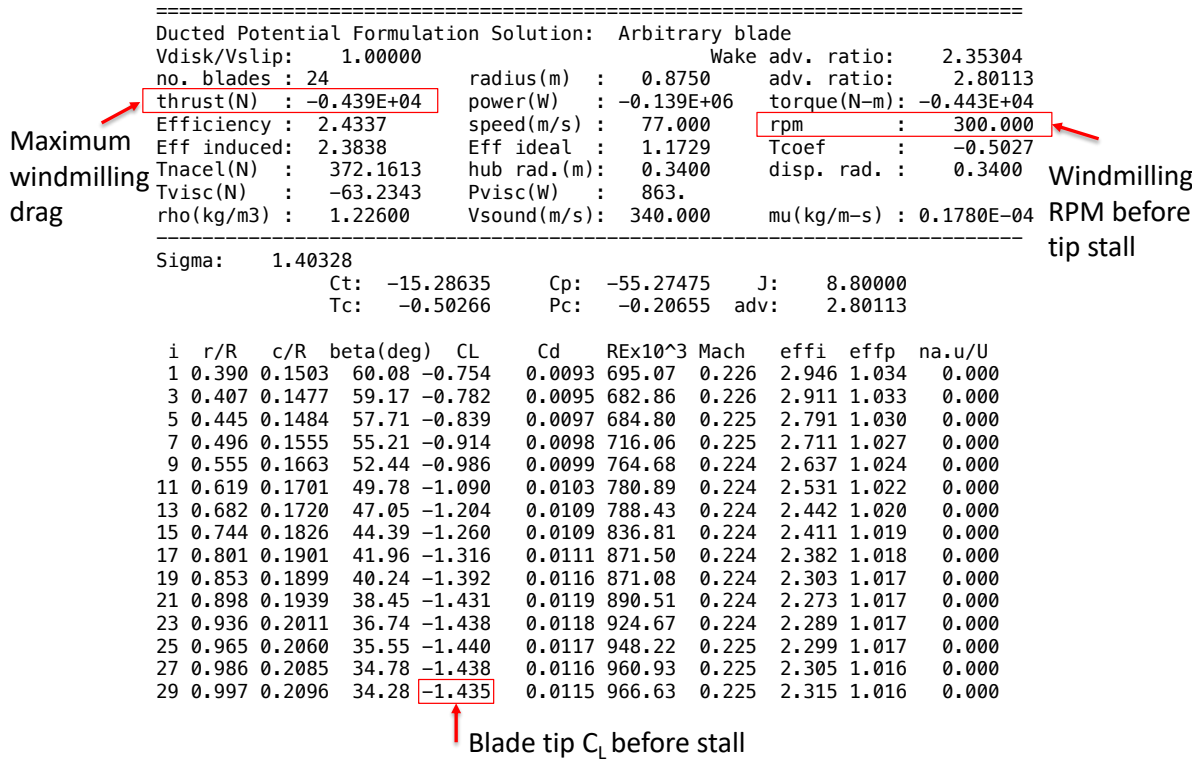 ==========================================================================
Ducted Potential Formulation Solution:  Arbitrary blade
Vdisk/Vslip:    1.00000                         Wake adv. ratio:    2.35304
no. blades : 24            radius(m)  :   0.8750     adv. ratio:      2.80113
thrust(N)  : -0.439E+04    power(W)   : -0.139E+06   torque(N-m): -0.443E+04
Efficiency :  2.4337       speed(m/s) :   77.000     rpm        :    300.000
Eff induced:  2.3838       Eff ideal  :   1.1729     Tcoef      :    -0.5027
Tnacel(N)  :   372.1613    hub rad.(m):   0.3400     disp. rad. :     0.3400
Tvisc(N)   :   -63.2343    Pvisc(W)   :   863.
rho(kg/m3) :   1.22600     Vsound(m/s):  340.000     mu(kg/m-s) : 0.1780E-04
---------------------------------------------------------------------------
Sigma:    1.40328
Ct:  -15.28635     Cp:  -55.27475    J:    8.80000
Tc:   -0.50266     Pc:   -0.20655  adv:    2.80113
i  r/R   c/R  beta(deg)  CL     Cd    REx10^3 Mach   effi  effp  na.u/U
1 0.390 0.1503  60.08 -0.754   0.0093 695.07  0.226  2.946 1.034   0.000
3 0.407 0.1477  59.17 -0.782   0.0095 682.86  0.226  2.911 1.033   0.000
5 0.445 0.1484  57.71 -0.839   0.0097 684.80  0.225  2.791 1.030   0.000
7 0.496 0.1555  55.21 -0.914   0.0098 716.06  0.225  2.711 1.027   0.000
9 0.555 0.1663  52.44 -0.986   0.0099 764.68  0.224  2.637 1.024   0.000
11 0.619 0.1701  49.78 -1.090   0.0103 780.89  0.224  2.531 1.022   0.000
13 0.682 0.1720  47.05 -1.204   0.0109 788.43  0.224  2.442 1.020   0.000
15 0.744 0.1826  44.39 -1.260   0.0109 836.81  0.224  2.411 1.019   0.000
17 0.801 0.1901  41.96 -1.316   0.0111 871.50  0.224  2.382 1.018   0.000
19 0.853 0.1899  40.24 -1.392   0.0116 871.08  0.224  2.303 1.017   0.000
21 0.898 0.1939  38.45 -1.431   0.0119 890.51  0.224  2.273 1.017   0.000
23 0.936 0.2011  36.74 -1.438   0.0118 924.67  0.224  2.289 1.017   0.000
25 0.965 0.2060  35.55 -1.440   0.0117 948.22  0.225  2.299 1.017   0.000
27 0.986 0.2085  34.78 -1.438   0.0116 960.93  0.225  2.305 1.016   0.000
29 0.997 0.2096  34.28 -1.435   0.0115 966.63  0.225  2.315 1.016   0.000
Maximum
windmilling
drag
Windmilling
RPM before
tip stall
Blade tip C_L before stall